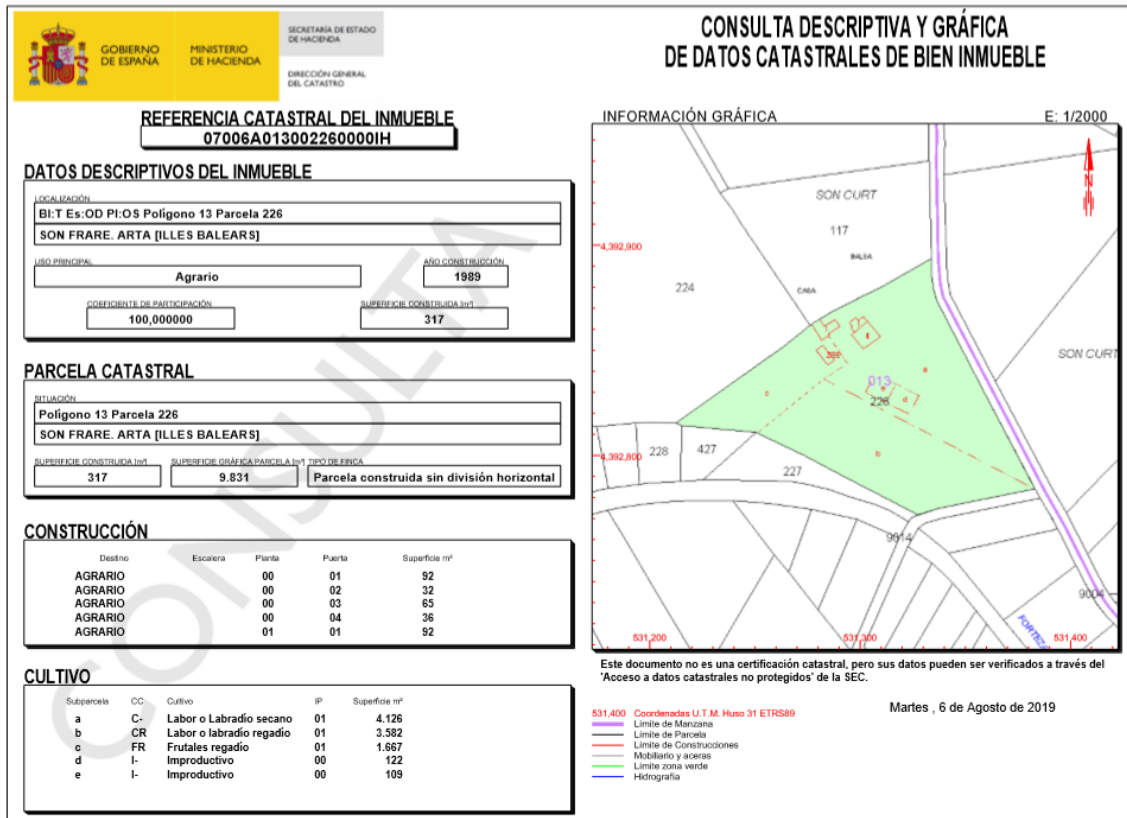 GOBIERNO
DE ESPAÑA
MINISTERIO
DE HACIENDA
SECRETARÍA DE ESTADO
DE HACIENDA
DIRECCIÓN GENERAL
DEL CATASTRO
CONSULTA DESCRIPTIVA Y GRÁFICA
DE DATOS CATASTRALES DE BIEN INMUEBLE
REFERENCIA CATASTRAL DEL INMUEBLE
07006A013002260000IH
DATOS DESCRIPTIVOS DEL INMUEBLE
LOCALIZACIÓN
BI:T Es:OD Pl:OS Polígono 13 Parcela 226
SON FRARE. ARTA [ILLES BALEARS]
USO PRINCIPAL
Agrario
AÑO CONSTRUCCIÓN
1989
COEFICIENTE DE PARTICIPACIÓN
100,000000
SUPERFICIE CONSTRUIDA [m²]
317
PARCELA CATASTRAL
SITUACIÓN
Polígono 13 Parcela 226
SON FRARE. ARTA [ILLES BALEARS]
SUPERFICIE CONSTRUIDA [m²] SUPERFICIE GRÁFICA PARCELA [m²] TIPO DE FINCA
317 9.831 Parcela construida sin división horizontal
CONSTRUCCIÓN
Destino Escalera Planta Puerta Superficie m²
AGRARIO 00 01 92
AGRARIO 00 02 32
AGRARIO 00 03 65
AGRARIO 00 04 36
AGRARIO 01 01 92
CULTIVO
Subparcela CC Cultivo IP Superficie m²
a C- Labor o Labradío secano 01 4.126
b CR Labor o labradío regadío 01 3.582
c FR Frutales regadío 01 1.667
d I- Improductivo 00 122
e I- Improductivo 00 109
CONSULTA
INFORMACIÓN GRÁFICA E: 1/2000
N
SON CURT
117
BALSA
4,392,900
224
CASA
SON CURT
013
226
228
427
227
4,392,800
9014
9004
FORTEZA
531,200
531,300
531,400
Este documento no es una certificación catastral, pero sus datos pueden ser verificados a través del
'Acceso a datos catastrales no protegidos' de la SEC.
531,400 Coordenadas U.T.M. Huso 31 ETRS89
Límite de Manzana
Límite de Parcela
Límite de Construcciones
Mobiliario y aceras
Límite zona verde
Hidrografía
Martes , 6 de Agosto de 2019